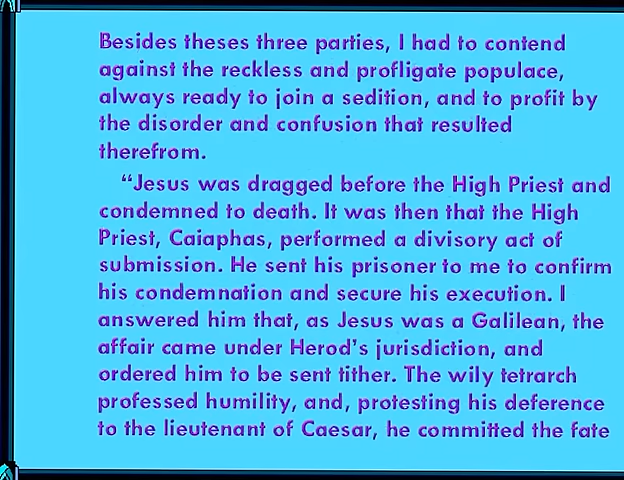 Besides theses three parties, I had to contend
against the reckless and profligate populace,
always ready to join a sedition, and to profit by
the disorder and confusion that resulted
therefrom.
“Jesus was dragged before the High Priest and
condemned to death. It was then that the High
Priest, Caiaphas, performed a divisory act of
submission. He sent his prisoner to me to confirm
his condemnation and secure his execution. I
answered him that, as Jesus was a Galilean, the
affair came under Herod's jurisdiction, and
ordered him to be sent tither. The wily tetrarch
professed humility, and, protesting his deference
to the lieutenant of Caesar, he committed the fate